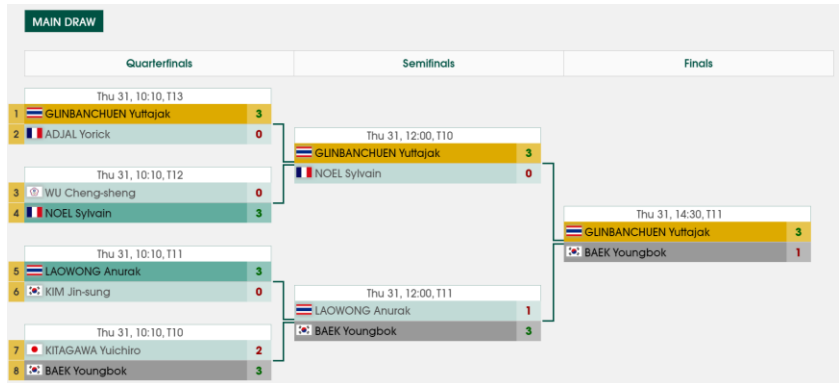 MAIN DRAW
Quarterfinals Semifinals Finals
Thu 31, 10:10, T13
1 GLINBANCHUEN Yuttajak 3
2 ADJAL Yorick 0
Thu 31, 10:10, T12
3 WU Cheng-sheng 0
4 NOEL Sylvain 3
Thu 31, 10:10, T11
5 LAOWONG Anurak 3
6 KIM Jin-sung 0
Thu 31, 10:10, T10
7 KITAGAWA Yuichiro 2
8 BAEK Youngbok 3
Thu 31, 12:00, T10
GLINBANCHUEN Yuttajak 3
NOEL Sylvain 0
Thu 31, 12:00, T11
LAOWONG Anurak 1
BAEK Youngbok 3
Thu 31, 14:30, T11
GLINBANCHUEN Yuttajak 3
BAEK Youngbok 1